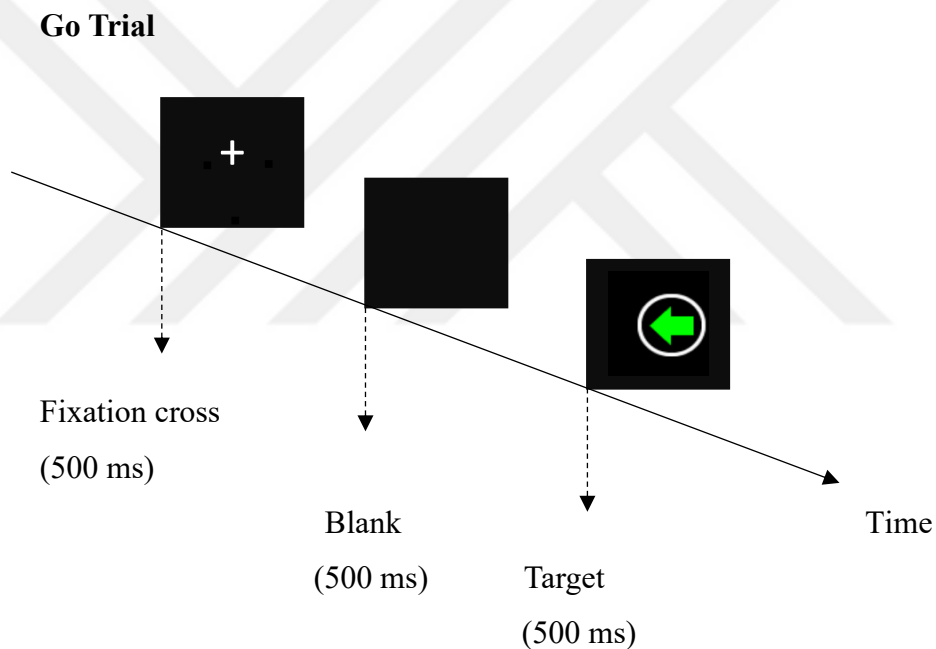 Go Trial
Fixation cross
(500 ms)
Blank
(500 ms)
Target
(500 ms)
Time